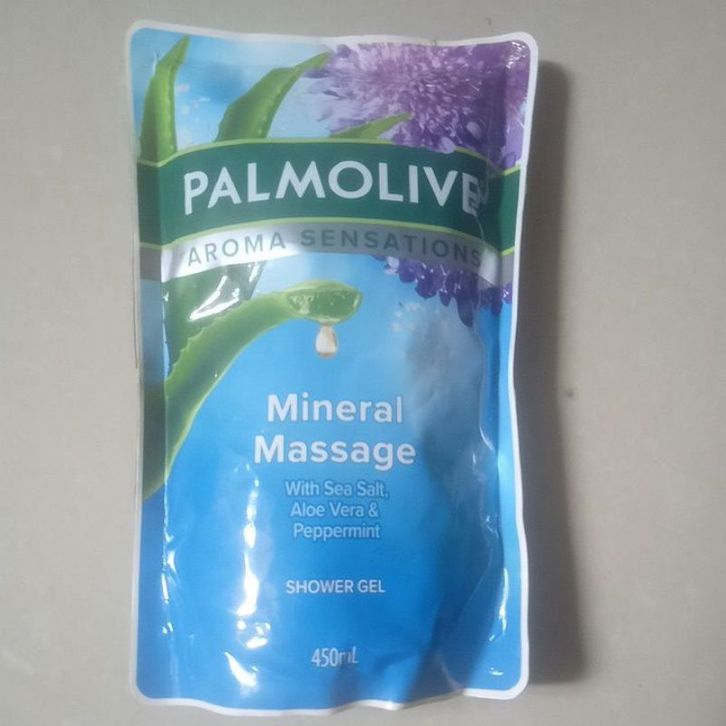 PALMOLIVE
AROMA SENSATIONS
Mineral
Massage
With Sea Salt,
Aloe Vera &
Peppermint
SHOWER GEL
450mL